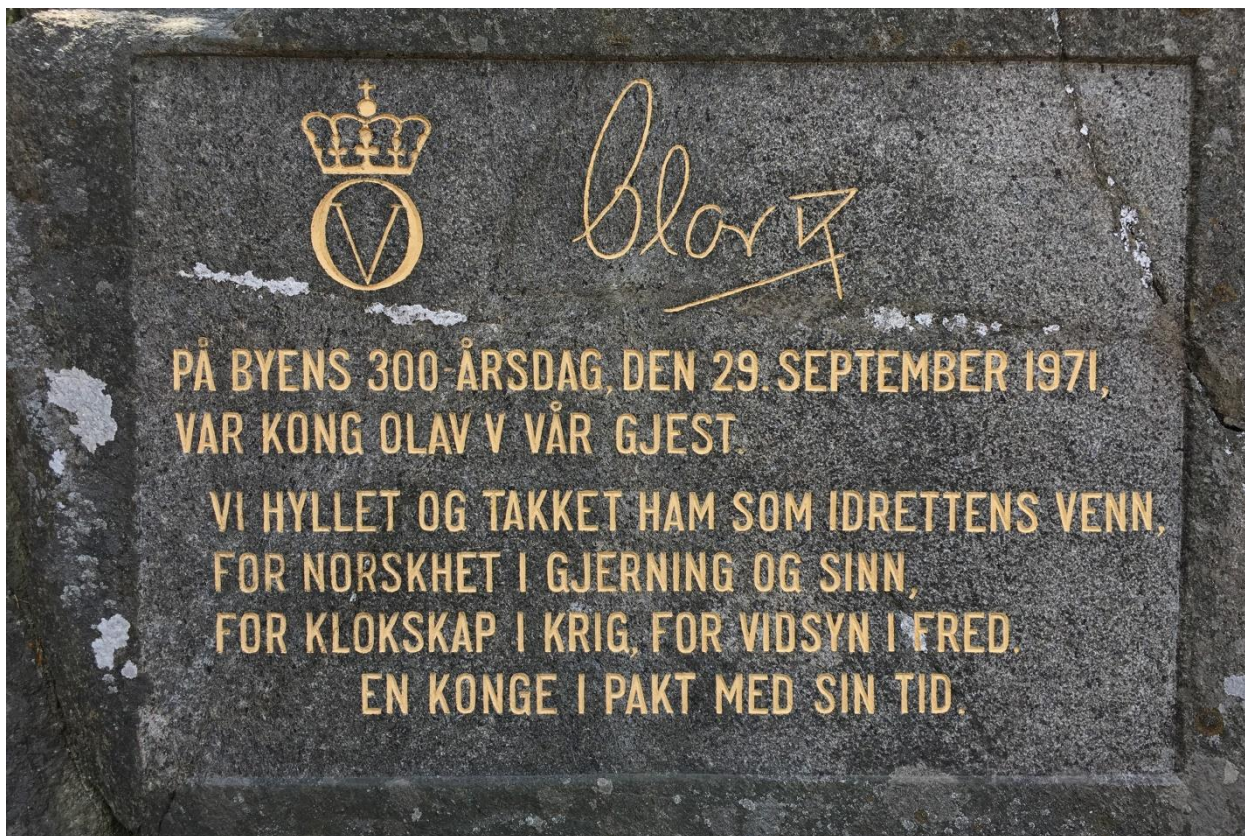 Olav V
PÅ BYENS 300-ÅRSDAG, DEN 29. SEPTEMBER 1971,
VAR KONG OLAV V VÅR GJEST.
VI HYLLET OG TAKKET HAM SOM IDRETTENS VENN,
FOR NORSKHET I GJERNING OG SINN,
FOR KLOKSKAP I KRIG, FOR VIDSYN I FRED.
EN KONGE I PAKT MED SIN TID.